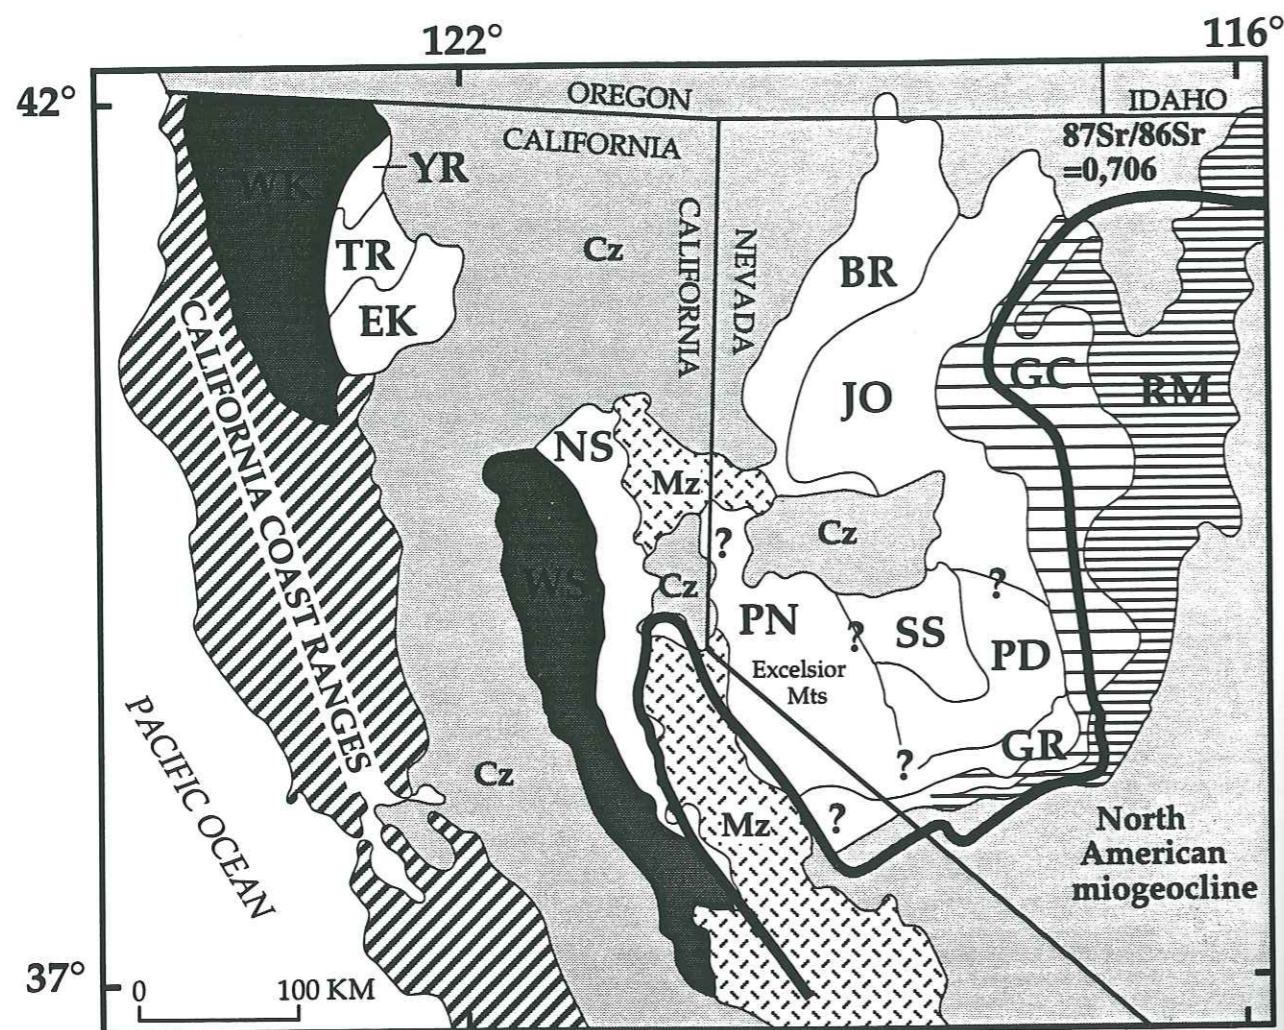 122°
116°
42°
OREGON
IDAHO
CALIFORNIA
87Sr/86Sr
=0,706
YR
WK
CALIFORNIA
NEVADA
TR
Cz
BR
EK
GC
RM
JO
CALIFORNIA COAST RANGES
NS
Mz
Cz
?
WS
Cz
?
PN
?
SS
PD
Excelsior
Mts
PACIFIC OCEAN
GR
?
Cz
Mz
?
North
American
miogeocline
37°
0
100 KM